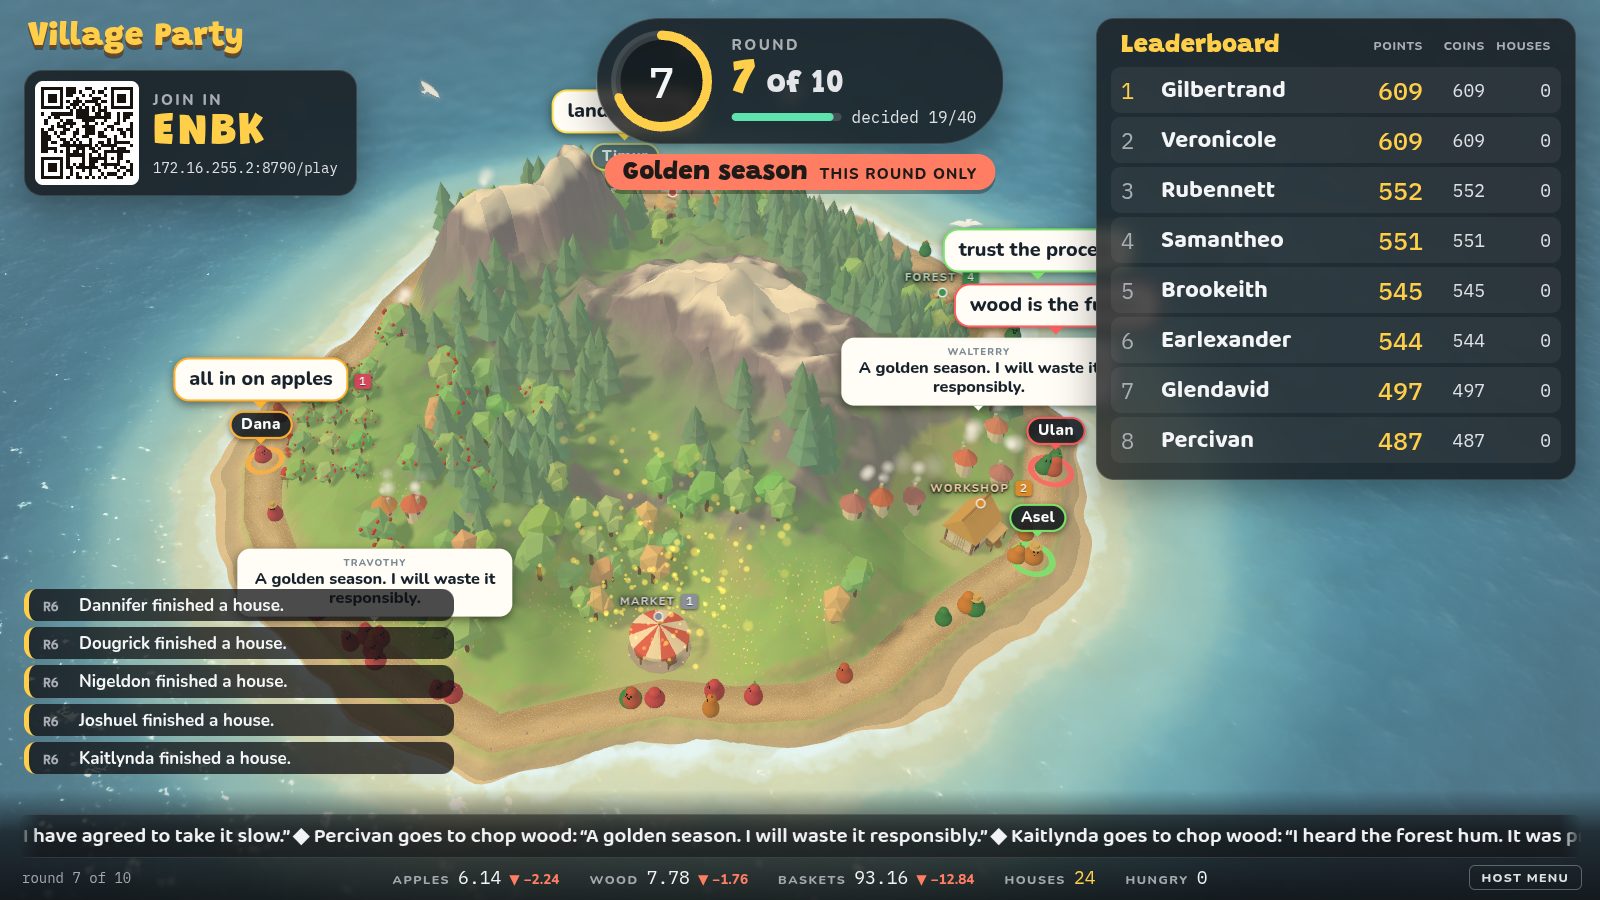 Village Party
JOIN IN
ENBK
172.16.255.2:8790/play
7
ROUND
7 of 10
decided 19/40
Golden season THIS ROUND ONLY
Leaderboard POINTS COINS HOUSES
1 Gilbertrand 609 609 0
2 Veronicole 609 609 0
3 Rubennett 552 552 0
4 Samantheo 551 551 0
5 Brookeith 545 545 0
6 Earlexander 544 544 0
7 Glendavid 497 497 0
8 Percivan 487 487 0
trust the proce
FOREST 4
wood is the fu
WALTERRY
A golden season. I will waste it
responsibly.
all in on apples
1
Dana
Ulan
WORKSHOP 2
Asel
TRAVOTHY
A golden season. I will waste it
responsibly.
MARKET 1
R6 Dannifer finished a house.
R6 Dougrick finished a house.
R6 Nigeldon finished a house.
R6 Joshuel finished a house.
R6 Kaitlynda finished a house.
I have agreed to take it slow.” ◆ Percivan goes to chop wood: “A golden season. I will waste it responsibly.” ◆ Kaitlynda goes to chop wood: “I heard the forest hum. It was
round 7 of 10
APPLES 6.14 ▼ −2.24 WOOD 7.78 ▼ −1.76 BASKETS 93.16 ▼ −12.84 HOUSES 24 HUNGRY 0
HOST MENU